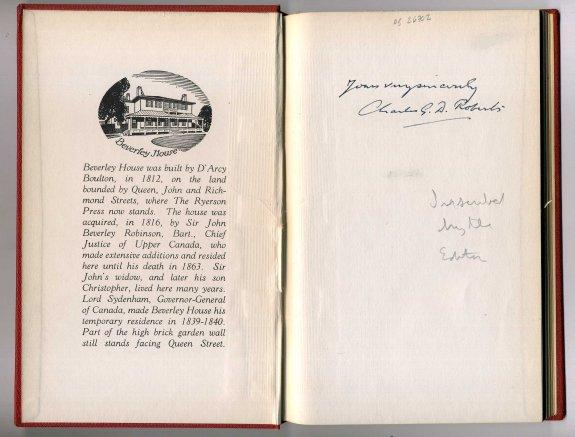 Beverley House
Beverley House was built by D'Arcy
Boulton, in 1812, on the land
bounded by Queen, John and Rich-
mond Streets, where The Ryerson
Press now stands. The house was
acquired, in 1816, by Sir John
Beverley Robinson, Bart., Chief
Justice of Upper Canada, who
made extensive additions and resided
here until his death in 1863. Sir
John's widow, and later his son
Christopher, lived here many years.
Lord Sydenham, Governor-General
of Canada, made Beverley House his
temporary residence in 1839-1840.
Part of the high brick garden wall
still stands facing Queen Street.
Yours very sincerely
Charles G. D. Roberts
Inscribed
by the
Editor